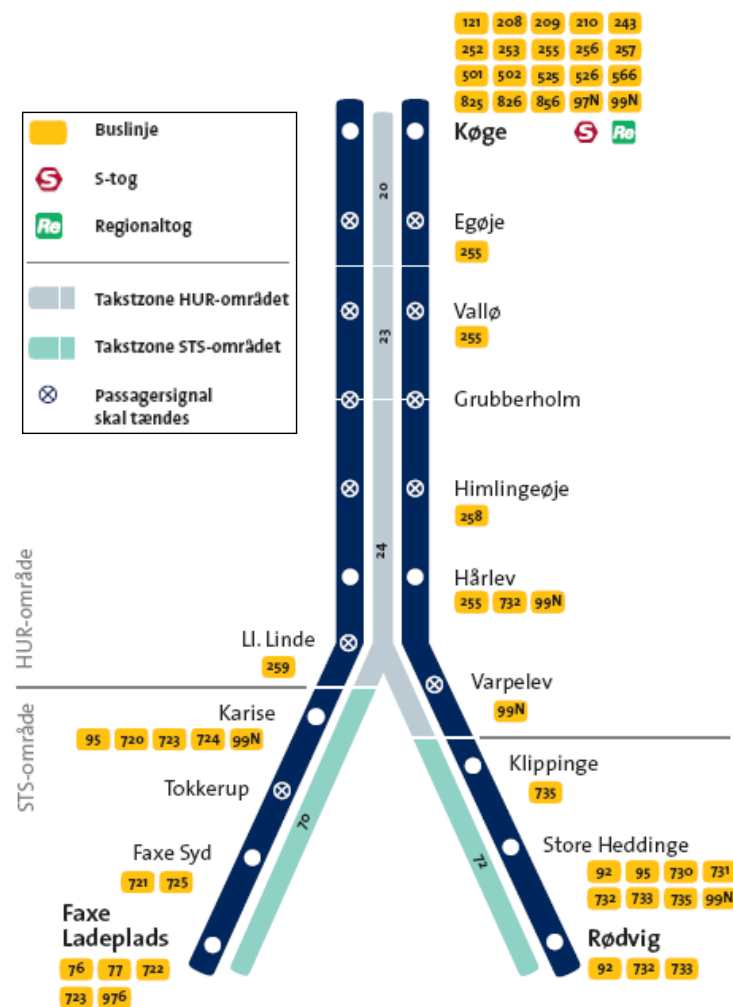 121 208 209 210 243
252 253 255 256 257
501 502 525 526 566
825 826 856 97N 99N
Køge S Re
Buslinje
S S-tog
Re Regionaltog
Takstzone HUR-området
Takstzone STS-området
Passagersignal
skal tændes
20
Egøje
255
Vallø
255
23
Grubberholm
Himlingeøje
258
24
Hårlev
255 732 99N
HUR-område
Ll. Linde
259
Varpelev
99N
STS-område
Karise
95 720 723 724 99N
Klippinge
735
Tokkerup
70
Faxe Syd
721 725
72
Store Heddinge
92 95 730 731
732 733 735 99N
Faxe
Ladeplads
76 77 722
723 976
Rødvig
92 732 733